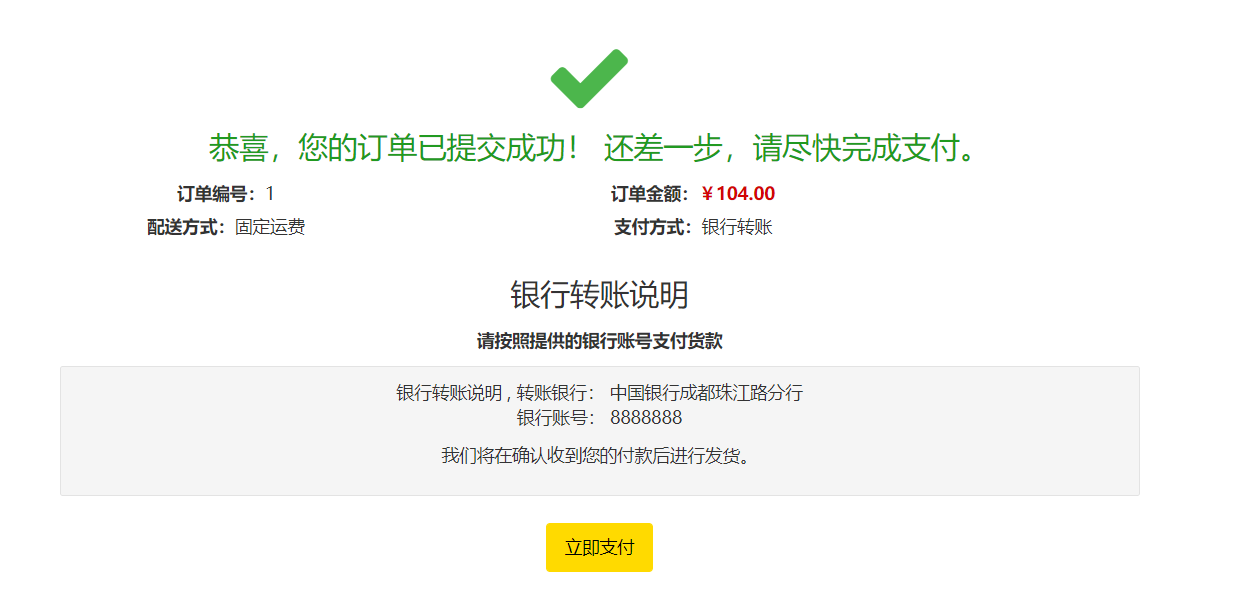 恭喜，您的订单已提交成功！ 还差一步，请尽快完成支付。
订单编号：1 订单金额：￥104.00
配送方式：固定运费 支付方式：银行转账
银行转账说明
请按照提供的银行账号支付货款
银行转账说明 , 转账银行： 中国银行成都珠江路分行
银行账号： 8888888
我们将在确认收到您的付款后进行发货。
立即支付